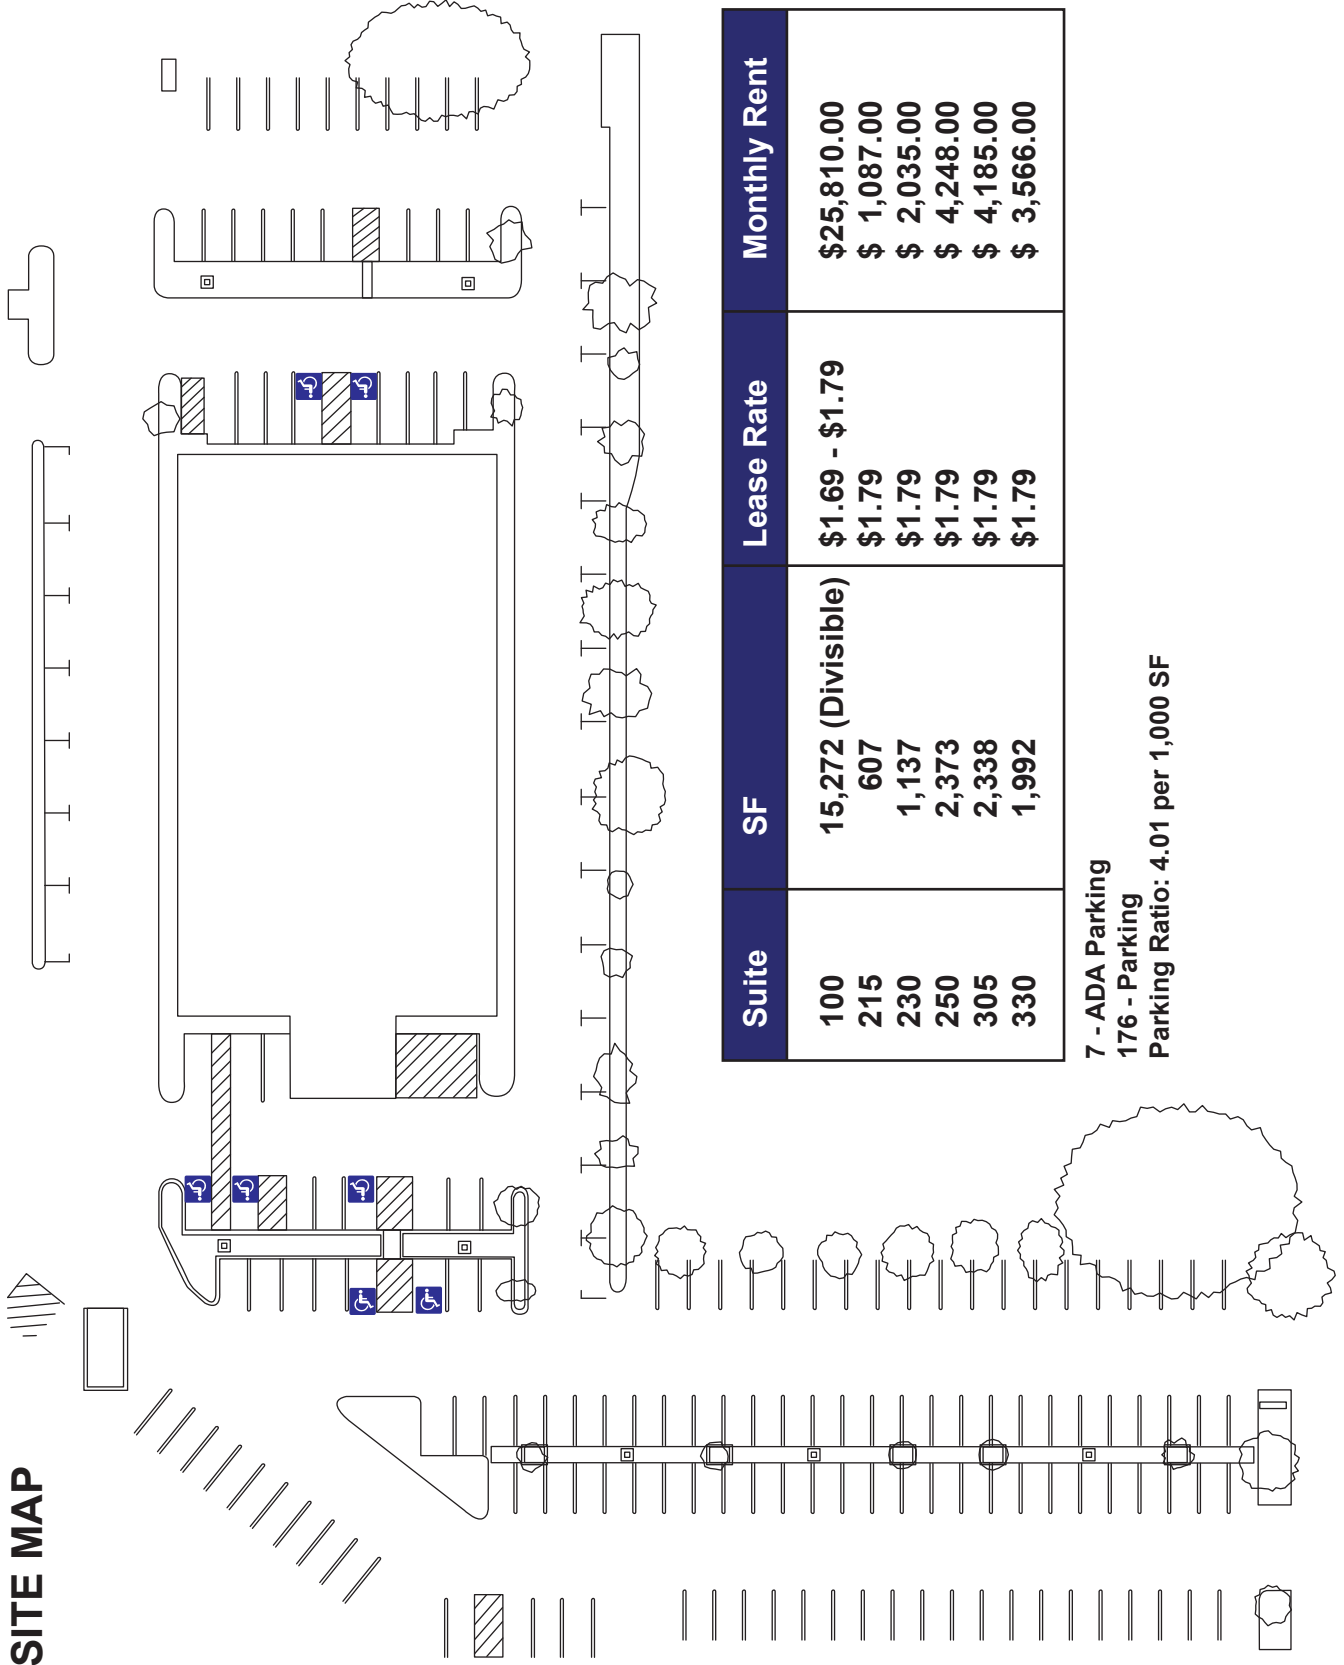 SITE MAP
Suite SF Lease Rate Monthly Rent
100 15,272 (Divisible) $1.69 - $1.79 $25,810.00
215 607 $1.79 $ 1,087.00
230 1,137 $1.79 $ 2,035.00
250 2,373 $1.79 $ 4,248.00
305 2,338 $1.79 $ 4,185.00
330 1,992 $1.79 $ 3,566.00
7 - ADA Parking
176 - Parking
Parking Ratio: 4.01 per 1,000 SF